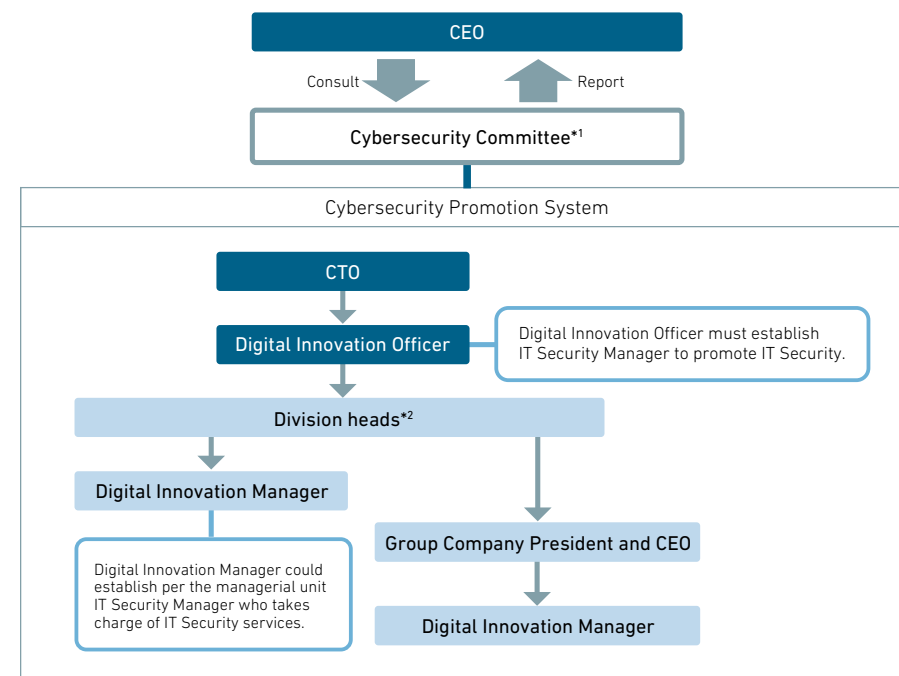 CEO
Consult
Report
Cybersecurity Committee*1
Cybersecurity Promotion System
CTO
Digital Innovation Officer
Digital Innovation Officer must establish
IT Security Manager to promote IT Security.
Division heads*2
Digital Innovation Manager
Digital Innovation Manager could
establish per the managerial unit
IT Security Manager who takes
charge of IT Security services.
Group Company President and CEO
Digital Innovation Manager